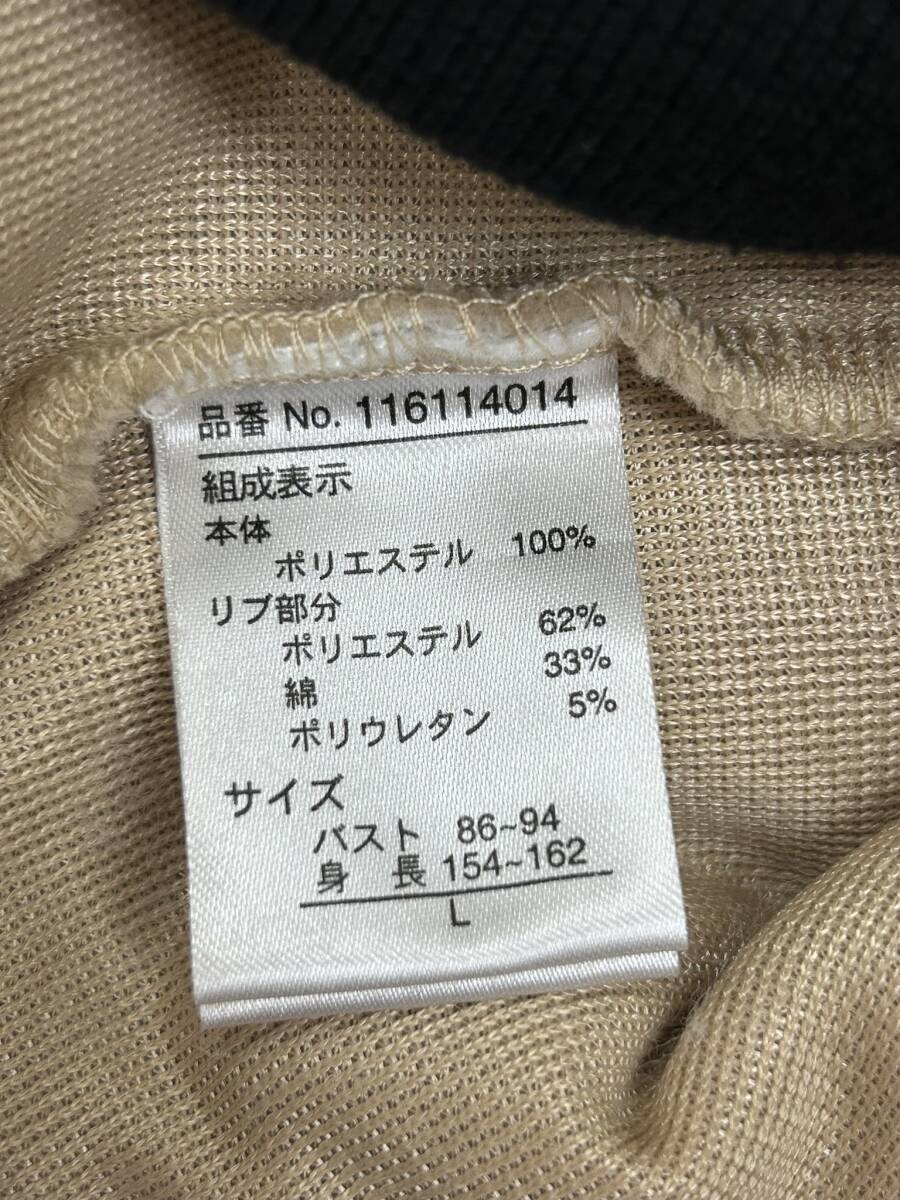 品番 No. 116114014
組成表示
本体
ポリエステル 100%
リブ部分
ポリエステル 62%
綿 33%
ポリウレタン 5%
サイズ
バスト 86~94
身 長 154~162
L